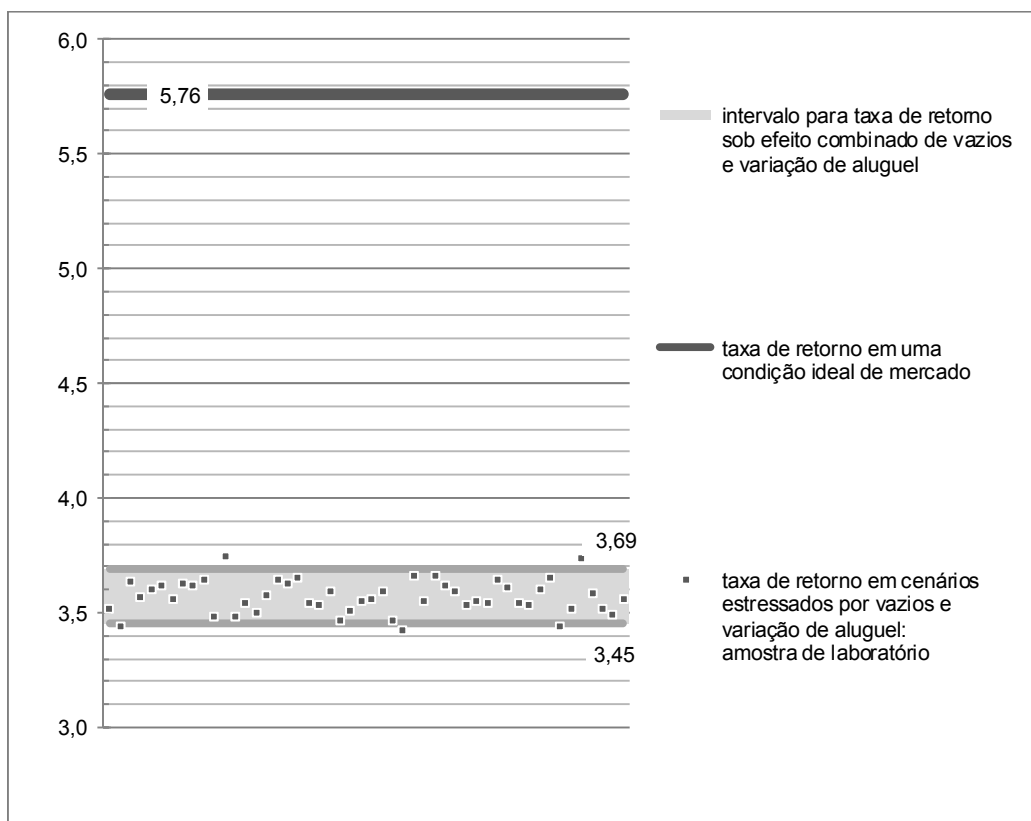 6,0
5,76
5,5
5,0
4,5
4,0
3,69
3,5
3,45
3,0
intervalo para taxa de retorno
sob efeito combinado de vazios
e variação de aluguel
taxa de retorno em uma
condição ideal de mercado
taxa de retorno em cenários
estressados por vazios e
variação de aluguel:
amostra de laboratório